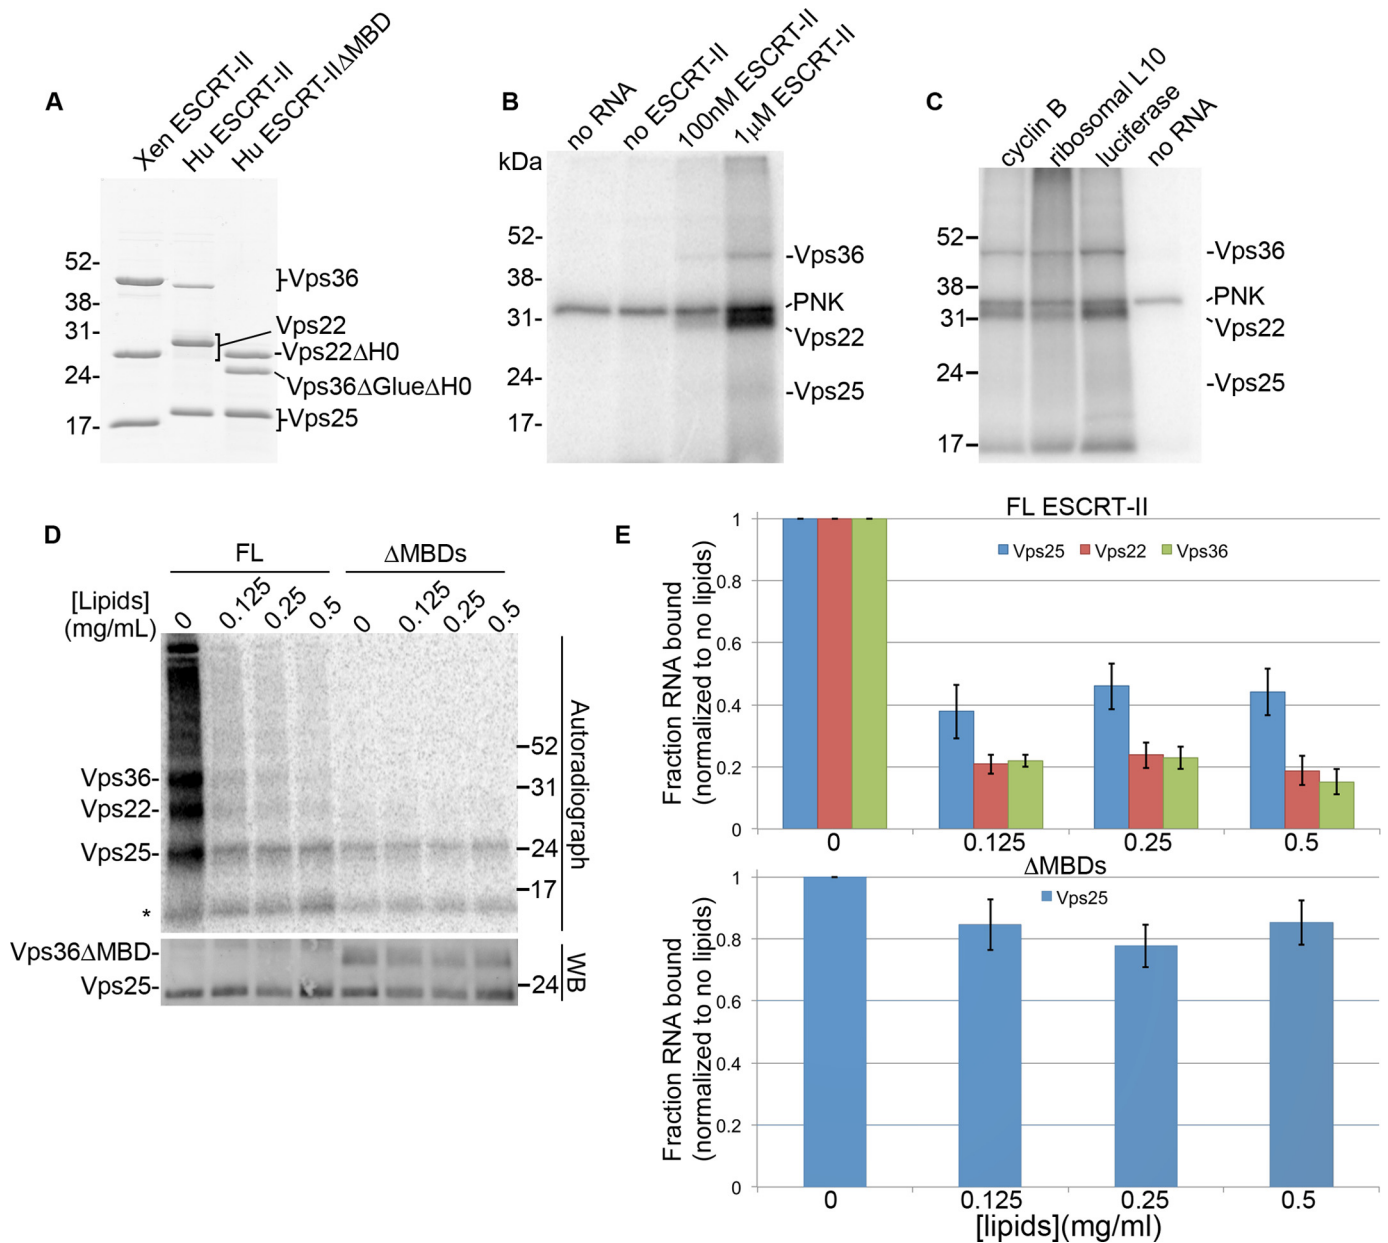 A
Xen ESCRT-II
Hu ESCRT-II
Hu ESCRT-IIΔMBD
52-
38-
31-
24-
17-
]-Vps36
Vps22
-Vps22ΔH0
Vps36ΔGlueΔH0
]-Vps25
B
no RNA
no ESCRT-II
100nM ESCRT-II
1µM ESCRT-II
kDa
52-
38-
31-
24-
17-
-Vps36
PNK
Vps22
-Vps25
C
cyclin B
ribosomal L10
luciferase
no RNA
52-
38-
31-
24-
17-
-Vps36
PNK
Vps22
-Vps25
D
FL
ΔMBDs
[Lipids]
(mg/mL)
0
0.125
0.25
0.5
0
0.125
0.25
0.5
Vps36-
Vps22-
Vps25-
*
-52
-31
-24
-17
Autoradiograph
Vps36ΔMBD-
Vps25-
-24
WB
E
FL ESCRT-II
Vps25 Vps22 Vps36
Fraction RNA bound
(normalized to no lipids)
1
0.8
0.6
0.4
0.2
0
0 0.125 0.25 0.5
ΔMBDs
Vps25
Fraction RNA bound
(normalized to no lipids)
1
0.8
0.6
0.4
0.2
0
0 0.125 0.25 0.5
[lipids](mg/ml)